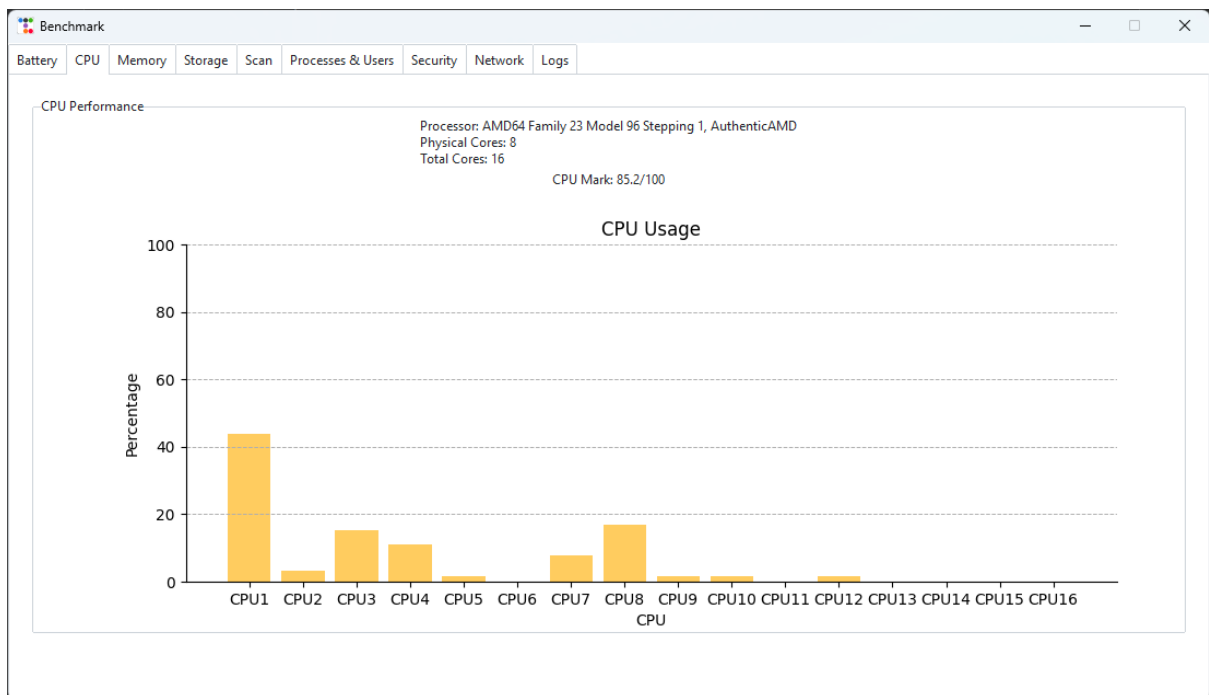 Benchmark
Battery CPU Memory Storage Scan Processes & Users Security Network Logs
CPU Performance
Processor: AMD64 Family 23 Model 96 Stepping 1, AuthenticAMD
Physical Cores: 8
Total Cores: 16
CPU Mark: 85.2/100
CPU Usage
100
80
60
40
20
0
Percentage
CPU1 CPU2 CPU3 CPU4 CPU5 CPU6 CPU7 CPU8 CPU9 CPU10 CPU11 CPU12 CPU13 CPU14 CPU15 CPU16
CPU